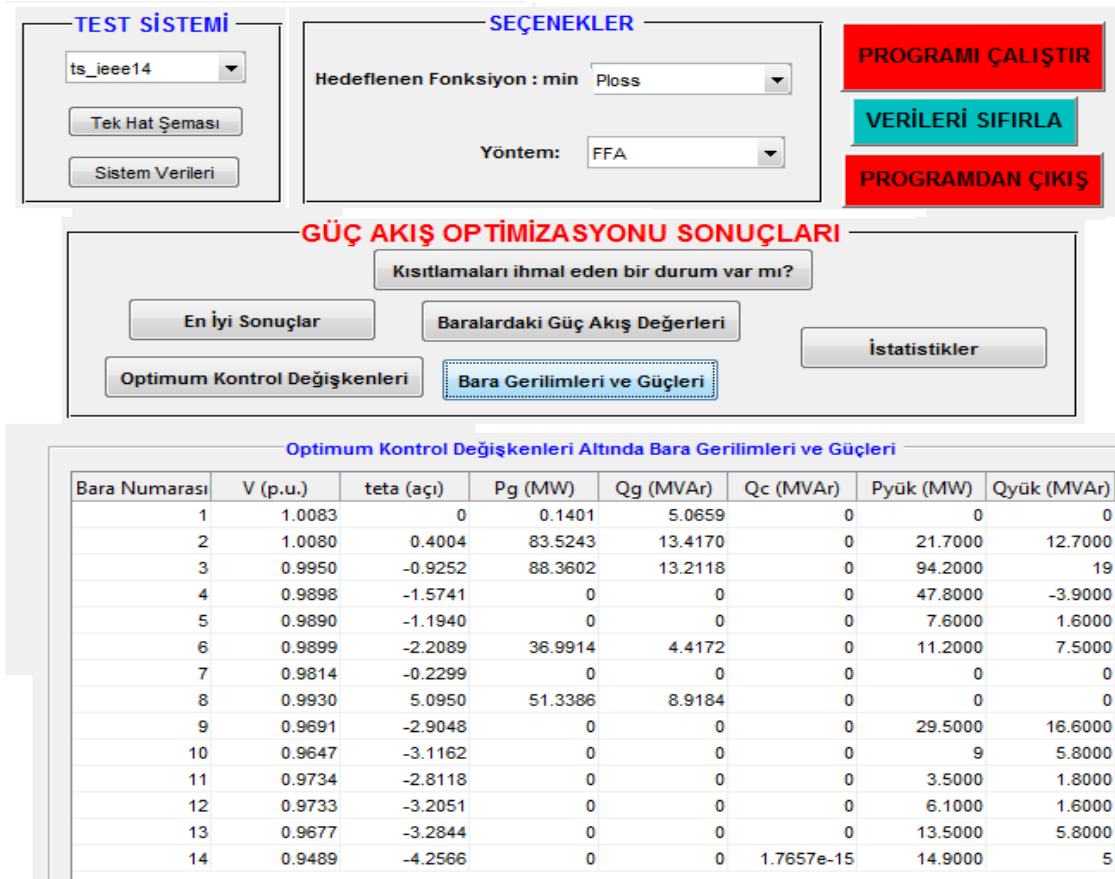 TEST SİSTEMİ
ts_ieee14
Tek Hat Şeması
Sistem Verileri
SEÇENEKLER
Hedeflenen Fonksiyon : min Ploss
Yöntem: FFA
PROGRAMI ÇALIŞTIR
VERİLERİ SIFIRLA
PROGRAMDAN ÇIKIŞ
GÜÇ AKIŞ OPTİMİZASYONU SONUÇLARI
Kısıtlamaları ihmal eden bir durum var mı?
En İyi Sonuçlar
Baralardaki Güç Akış Değerleri
İstatistikler
Optimum Kontrol Değişkenleri
Bara Gerilimleri ve Güçleri
Optimum Kontrol Değişkenleri Altında Bara Gerilimleri ve Güçleri
Bara Numarası V (p.u.) teta (açı) Pg (MW) Qg (MVAr) Qc (MVAr) Pyük (MW) Qyük (MVAr)
1 1.0083 0 0.1401 5.0659 0 0 0
2 1.0080 0.4004 83.5243 13.4170 0 21.7000 12.7000
3 0.9950 -0.9252 88.3602 13.2118 0 94.2000 19
4 0.9898 -1.5741 0 0 0 47.8000 -3.9000
5 0.9890 -1.1940 0 0 0 7.6000 1.6000
6 0.9899 -2.2089 36.9914 4.4172 0 11.2000 7.5000
7 0.9814 -0.2299 0 0 0 0 0
8 0.9930 5.0950 51.3386 8.9184 0 0 0
9 0.9691 -2.9048 0 0 0 29.5000 16.6000
10 0.9647 -3.1162 0 0 0 9 5.8000
11 0.9734 -2.8118 0 0 0 3.5000 1.8000
12 0.9733 -3.2051 0 0 0 6.1000 1.6000
13 0.9677 -3.2844 0 0 0 13.5000 5.8000
14 0.9489 -4.2566 0 0 1.7657e-15 14.9000 5